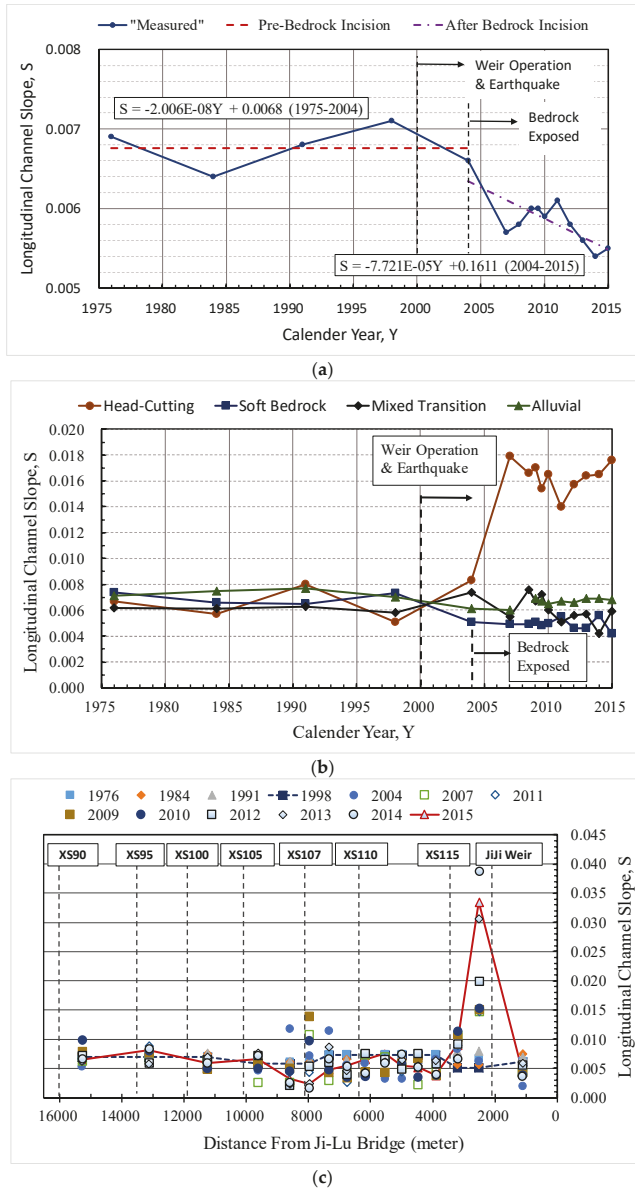 "Measured" Pre-Bedrock Incision After Bedrock Incision
0.008
0.007
0.006
0.005
Longitudinal Channel Slope, S
Weir Operation
& Earthquake
S = -2.006E-08Y + 0.0068 (1975-2004)
Bedrock
Exposed
S = -7.721E-05Y +0.1611 (2004-2015)
1975 1980 1985 1990 1995 2000 2005 2010 2015
Calender Year, Y
(a)
Head-Cutting Soft Bedrock Mixed Transition Alluvial
0.020
0.018
0.016
0.014
0.012
0.010
0.008
0.006
0.004
0.002
0.000
Longitudinal Channel Slope, S
Weir Operation
& Earthquake
Bedrock
Exposed
1975 1980 1985 1990 1995 2000 2005 2010 2015
Calender Year, Y
(b)
1976 1984 1991 1998 2004 2007 2011
2009 2010 2012 2013 2014 2015
XS90 XS95 XS100 XS105 XS107 XS110 XS115 JiJi Weir
0.045
0.040
0.035
0.030
0.025
0.020
0.015
0.010
0.005
0.000
Longitudinal Channel Slope, S
16000 14000 12000 10000 8000 6000 4000 2000 0
Distance From Ji-Lu Bridge (meter)
(c)